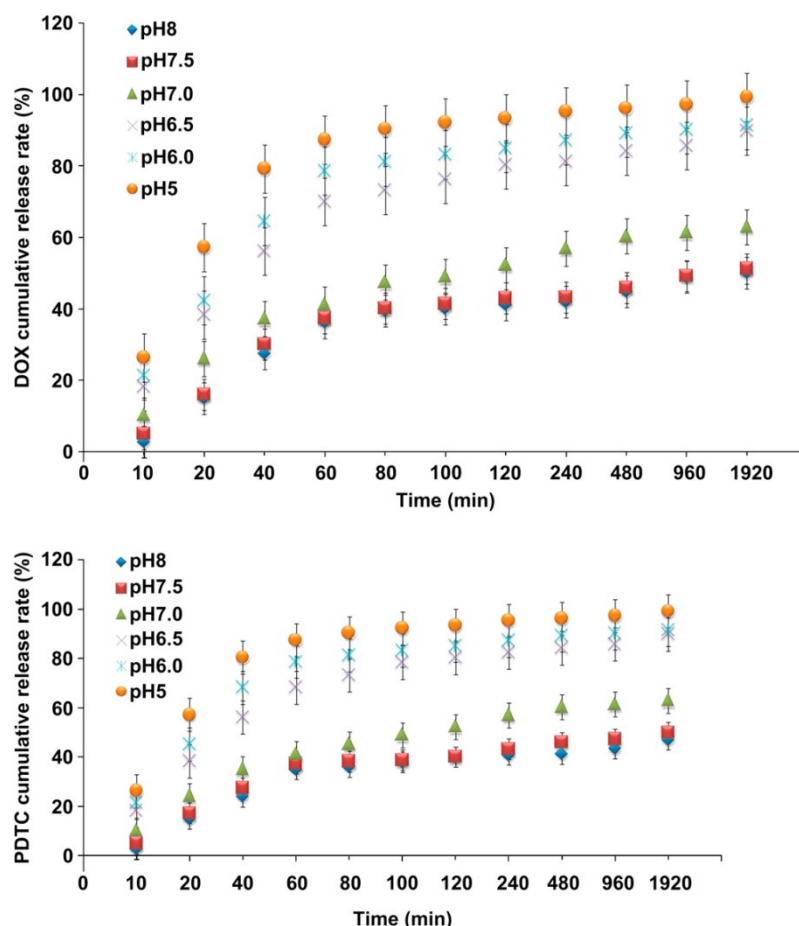 120
100
80
60
40
20
0
DOX cumulative release rate (%)
pH8
pH7.5
pH7.0
pH6.5
pH6.0
pH5
0 10 20 40 60 80 100 120 240 480 960 1920
Time (min)
120
100
80
60
40
20
0
PDTC cumulative release rate (%)
pH8
pH7.5
pH7.0
pH6.5
pH6.0
pH5
0 10 20 40 60 80 100 120 240 480 960 1920
Time (min)